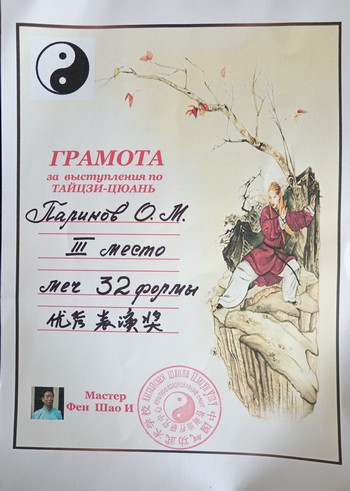 ГРАМОТА
за выступления по
ТАЙЦЗИ-ЦЮАНЬ
Паринов О.М.
III место
меч 32 формы
优秀表演奖
Мастер
Фен Шао И